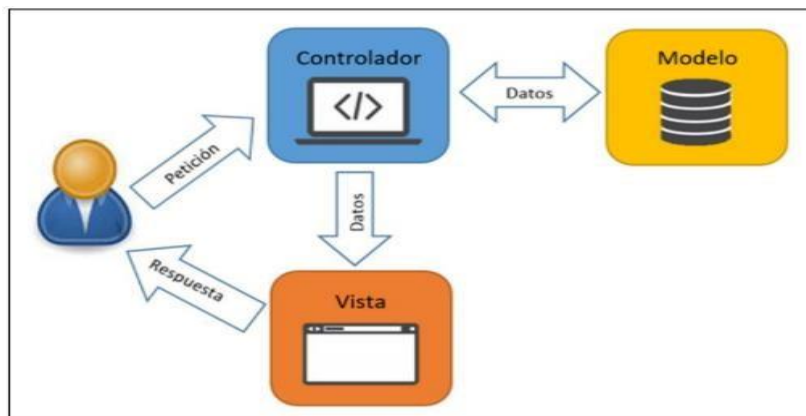 Controlador
Modelo
</>
Datos
Petición
Datos
Respuesta
Vista